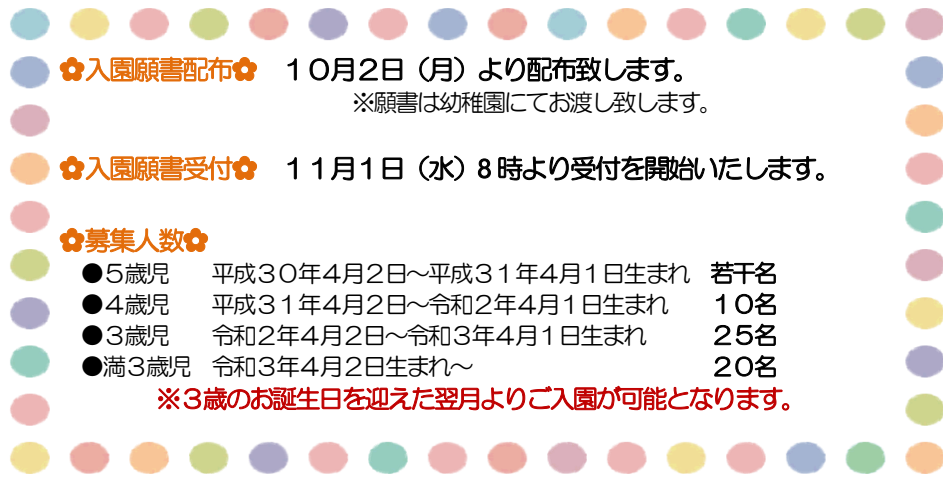 ✿入園願書配布✿　１０月２日（月）より配布致します。
※願書は幼稚園にてお渡し致します。
✿入園願書受付✿　１１月１日（水）8時より受付を開始いたします。
✿募集人数✿
●５歳児　平成３０年４月２日～平成３１年４月１日生まれ　若干名
●４歳児　平成３１年４月２日～令和２年４月１日生まれ　１０名
●３歳児　令和２年４月２日～令和３年４月１日生まれ　２５名
●満３歳児　令和３年４月２日生まれ～　２０名
※３歳のお誕生日を迎えた翌月よりご入園が可能となります。